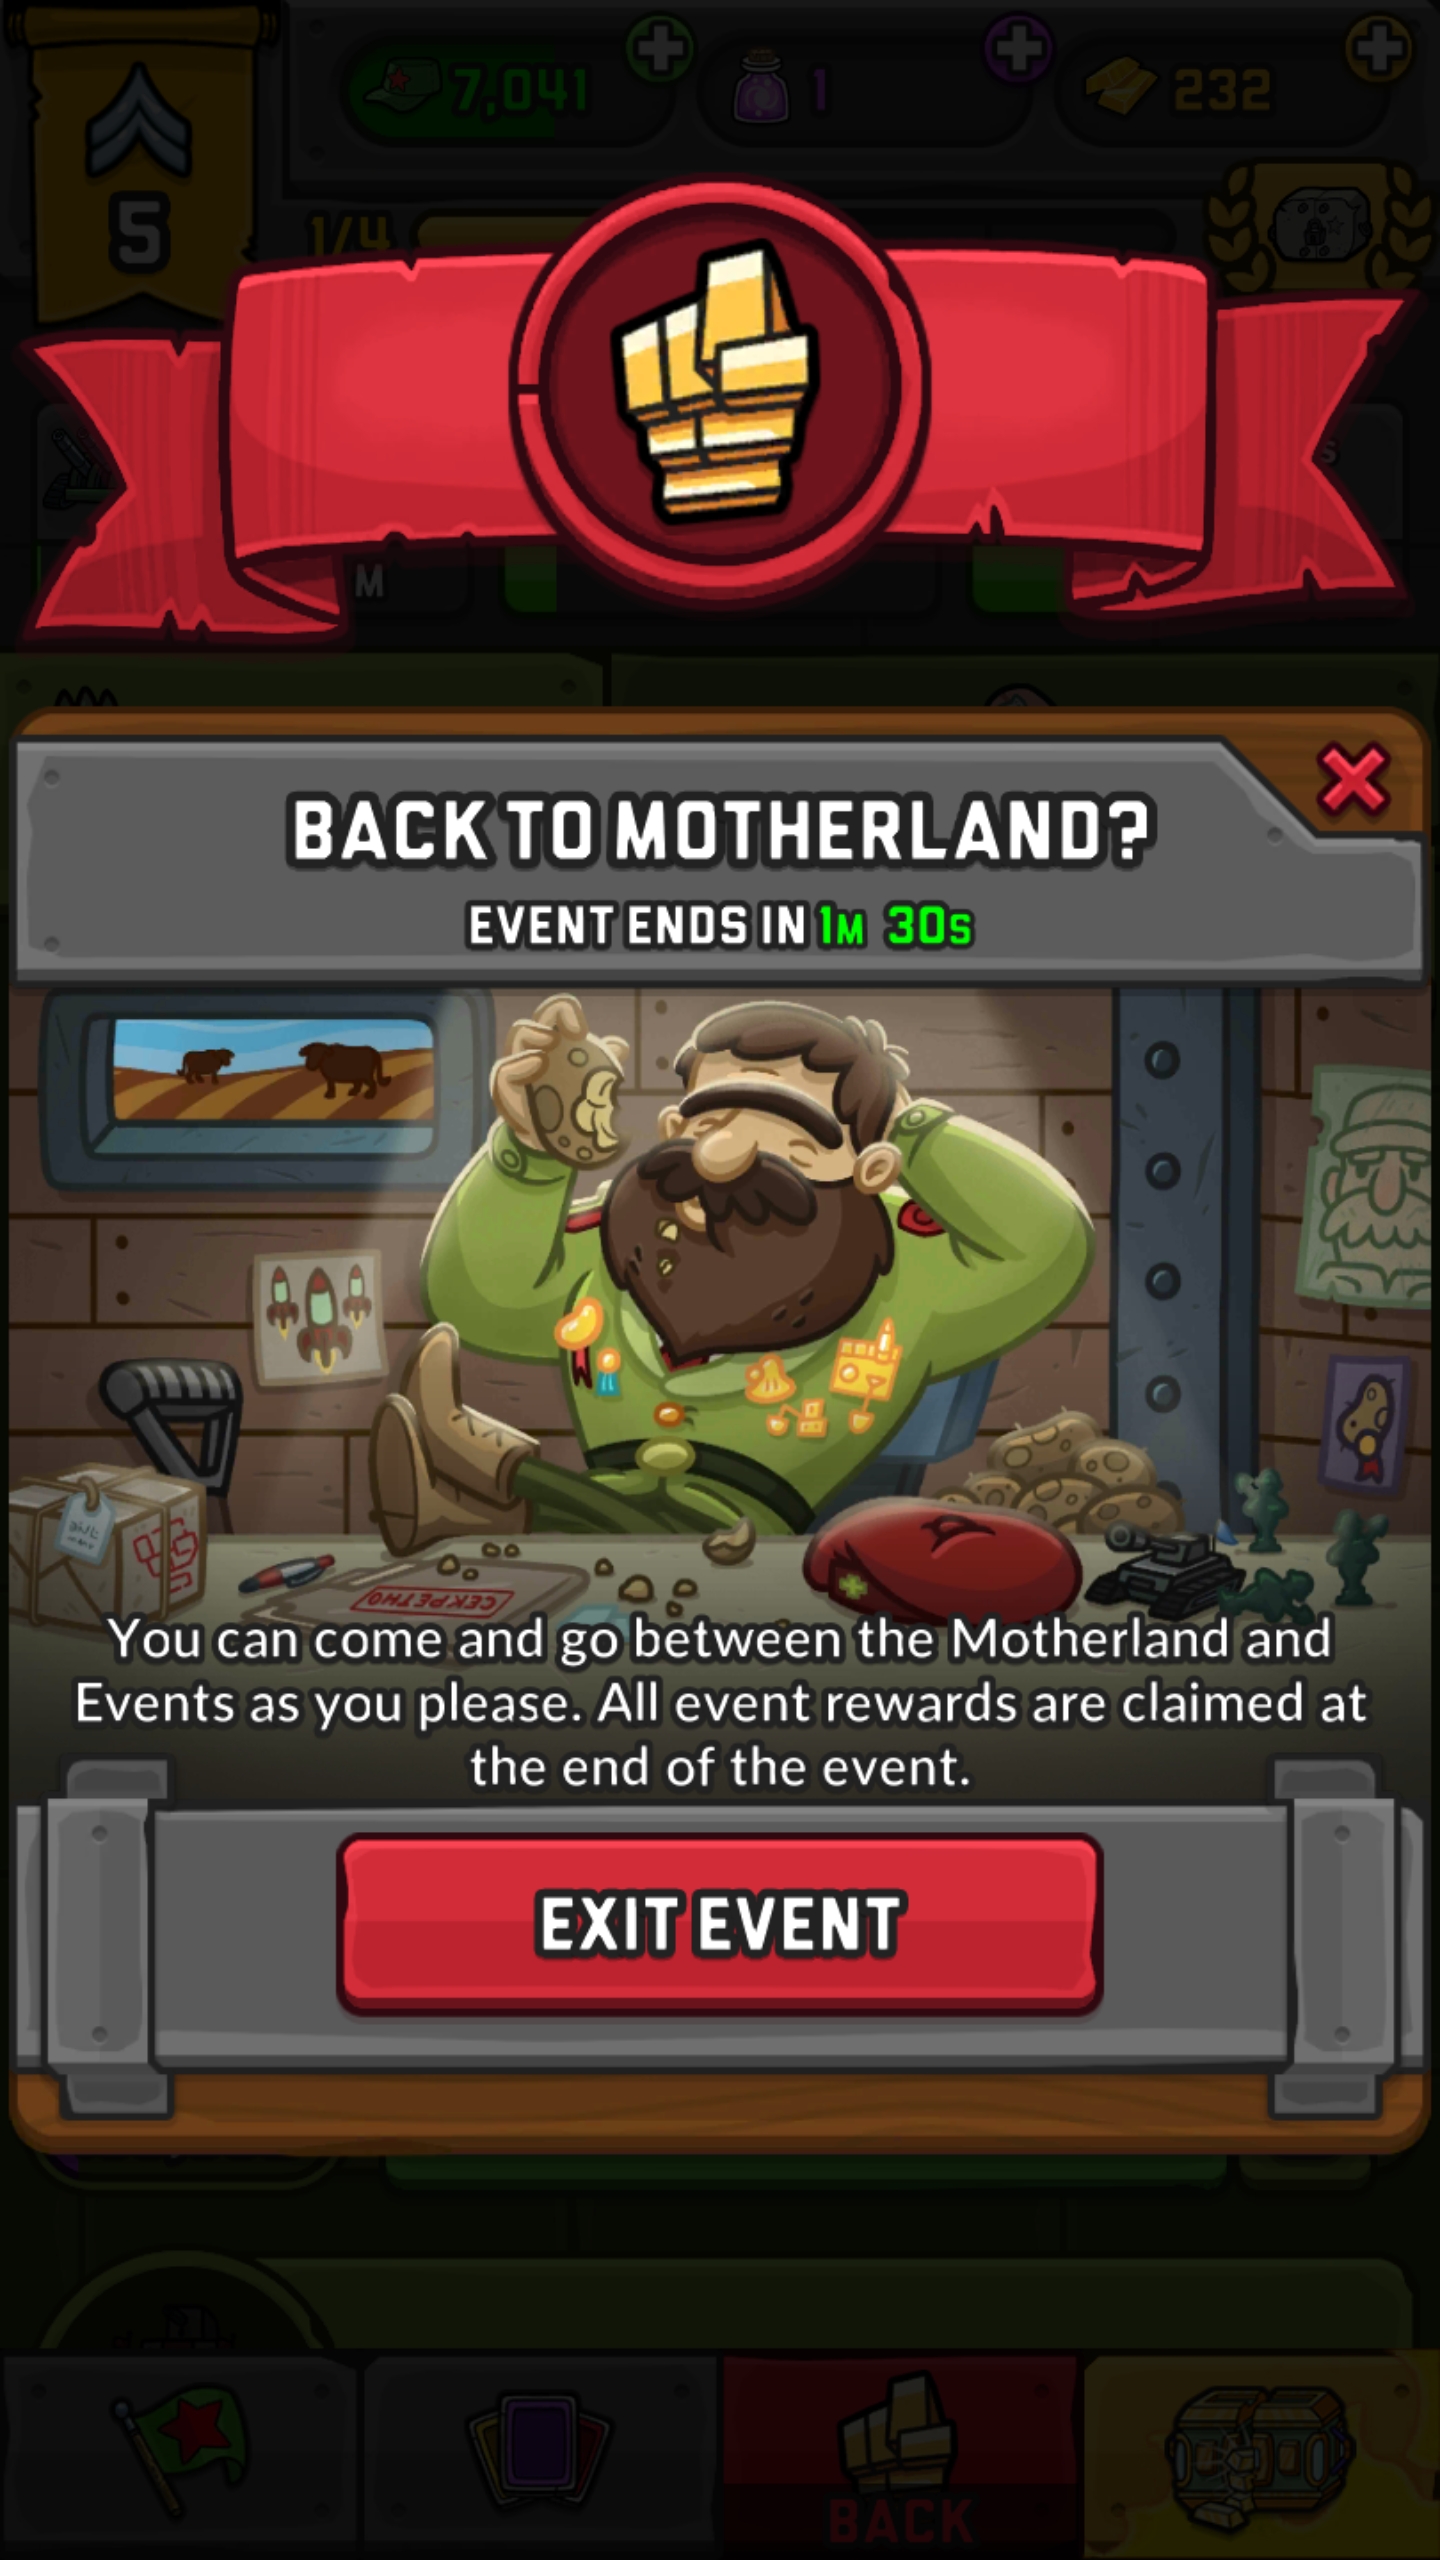 7,041
1
232
5
1/4
S
M
BACK TO MOTHERLAND?
EVENT ENDS IN 1M 30S
СЕКРЕТНО
You can come and go between the Motherland and
Events as you please. All event rewards are claimed at
the end of the event.
EXIT EVENT
BACK